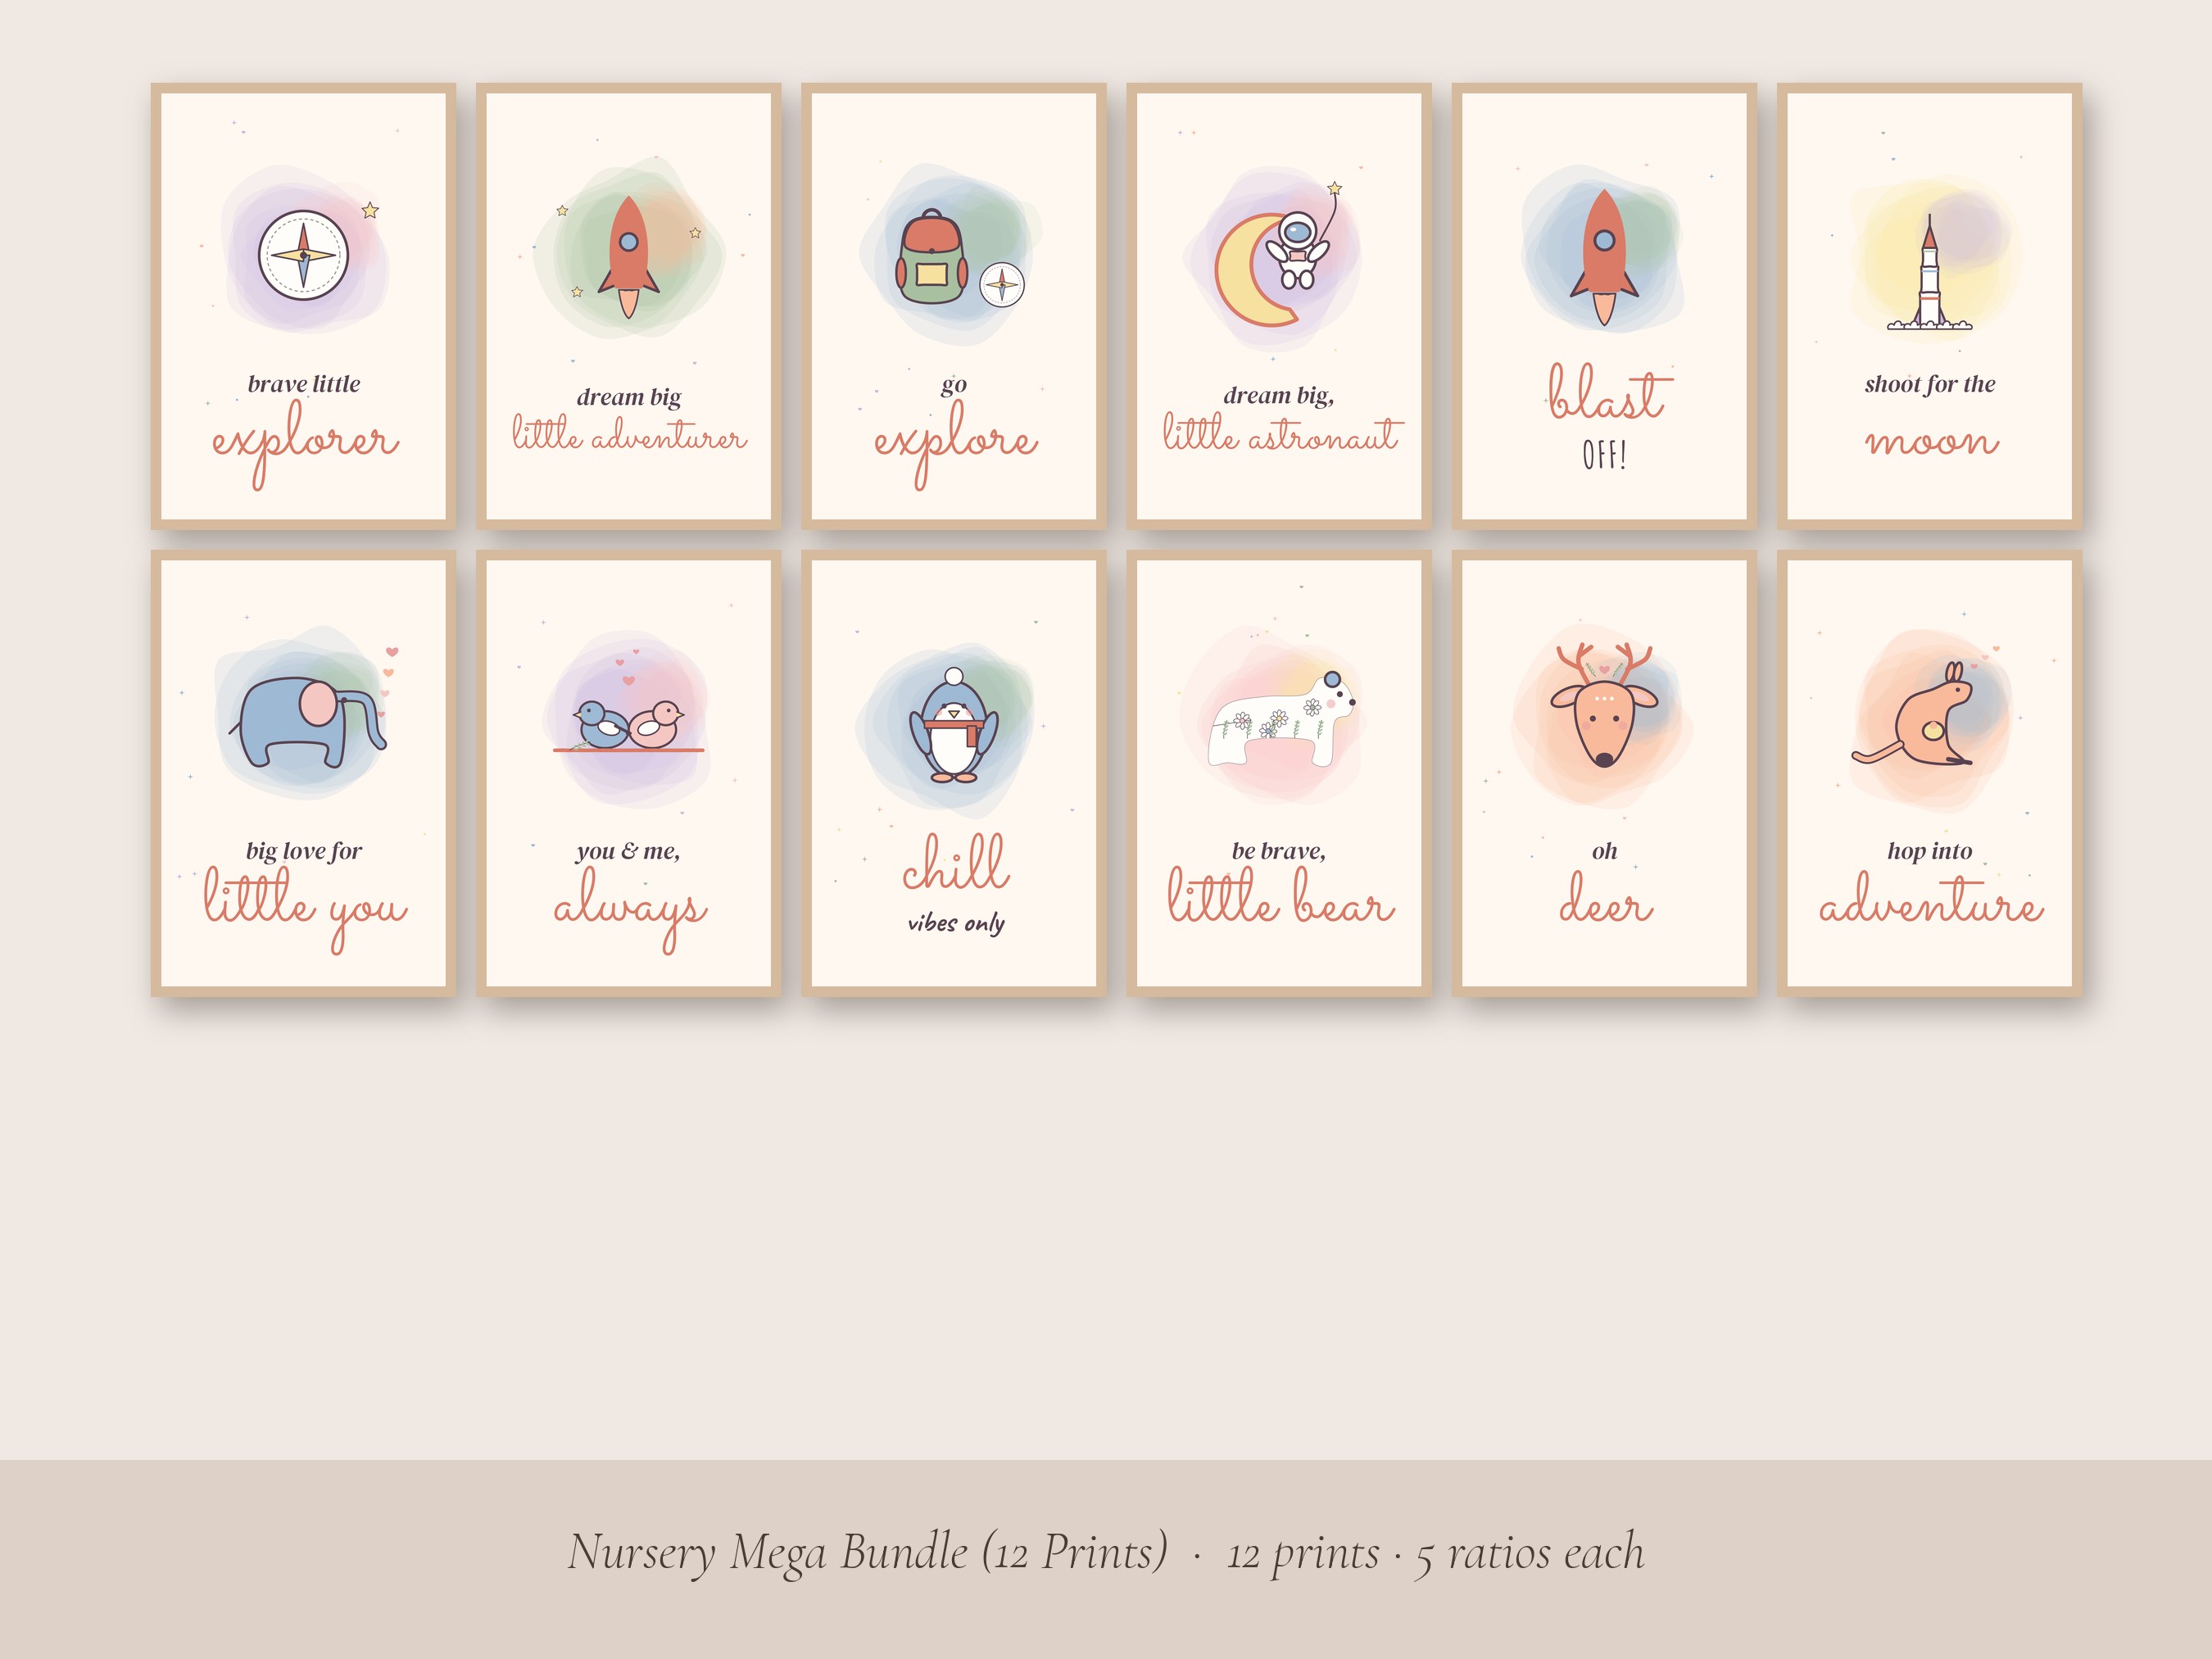 brave little
explorer
dream big
little adventurer
go
explore
dream big,
little astronaut
blast
OFF!
shoot for the
moon
big love for
little you
you & me,
always
chill
vibes only
be brave,
little bear
oh
deer
hop into
adventure
Nursery Mega Bundle (12 Prints) · 12 prints · 5 ratios each